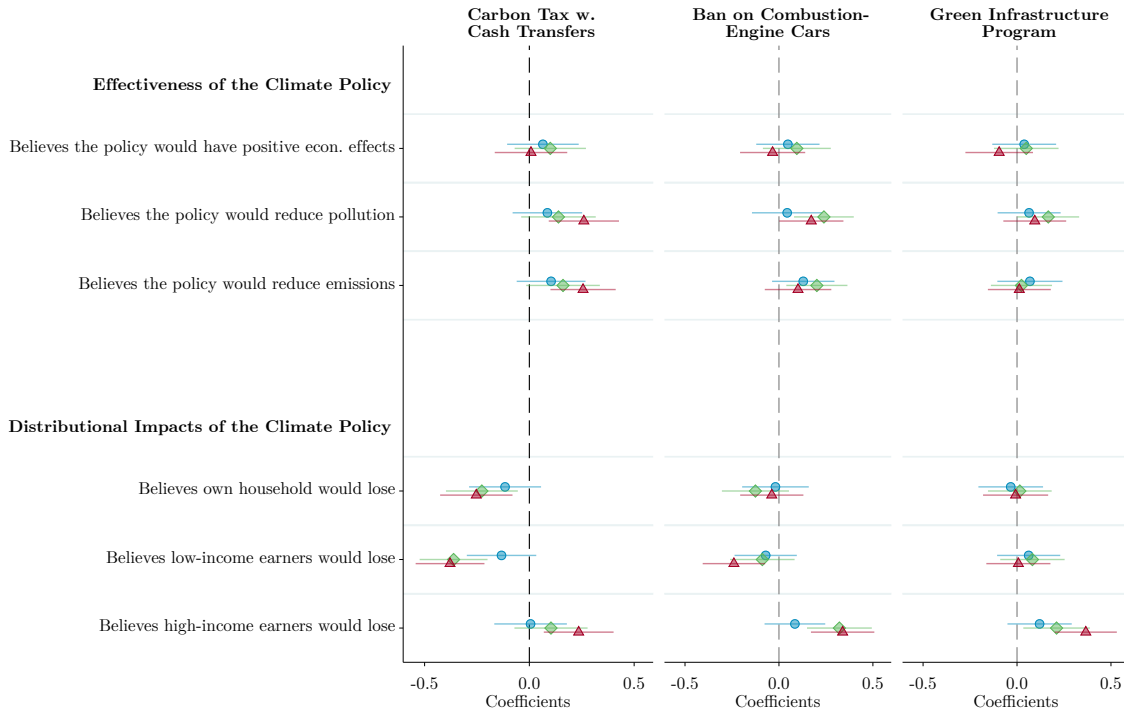 Carbon Tax w.
Cash Transfers
Ban on Combustion-
Engine Cars
Green Infrastructure
Program
Effectiveness of the Climate Policy
Believes the policy would have positive econ. effects
Believes the policy would reduce pollution
Believes the policy would reduce emissions
Distributional Impacts of the Climate Policy
Believes own household would lose
Believes low-income earners would lose
Believes high-income earners would lose
-0.5 0.0 0.5 -0.5 0.0 0.5 -0.5 0.0 0.5
Coefficients Coefficients Coefficients